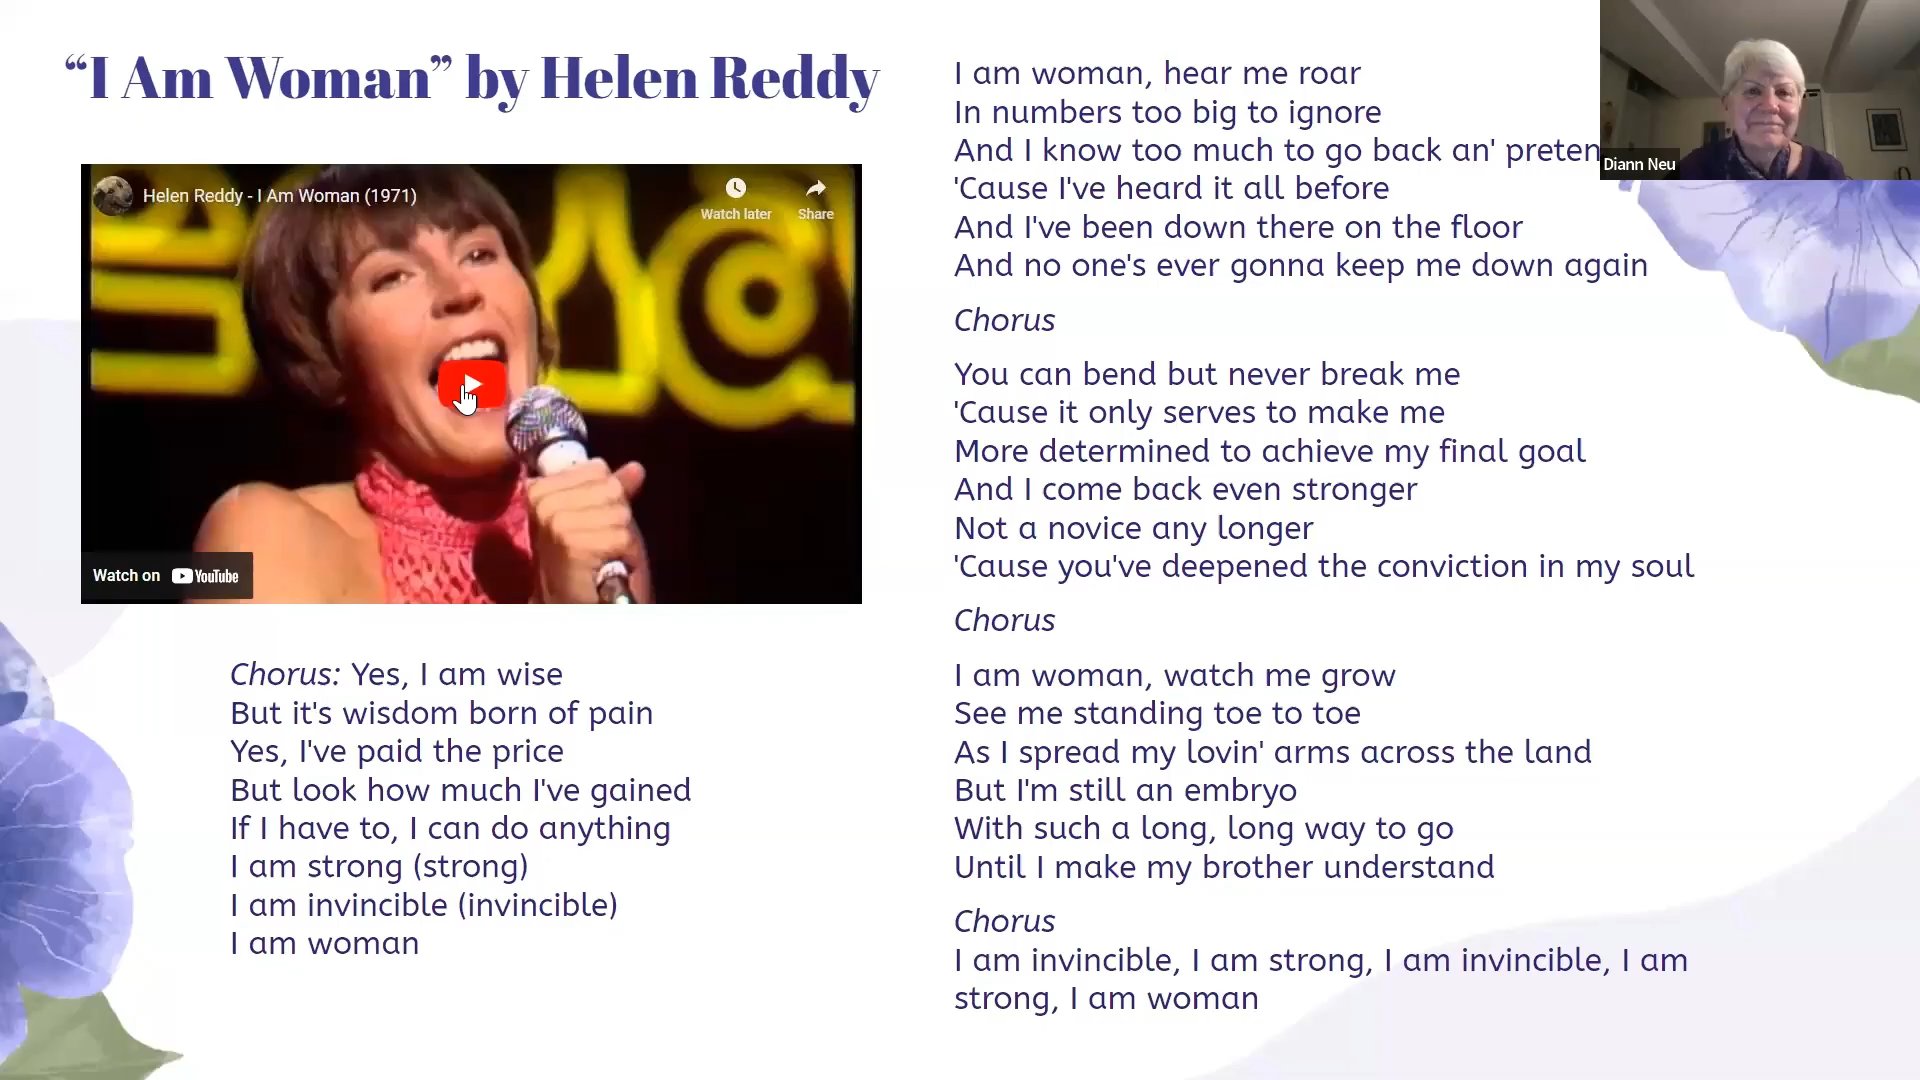 “I Am Woman” by Helen Reddy
Helen Reddy - I Am Woman (1971)
Watch later
Share
Watch on YouTube
Chorus: Yes, I am wise
But it's wisdom born of pain
Yes, I've paid the price
But look how much I've gained
If I have to, I can do anything
I am strong (strong)
I am invincible (invincible)
I am woman
I am woman, hear me roar
In numbers too big to ignore
And I know too much to go back an' preten
'Cause I've heard it all before
And I've been down there on the floor
And no one's ever gonna keep me down again
Chorus
You can bend but never break me
'Cause it only serves to make me
More determined to achieve my final goal
And I come back even stronger
Not a novice any longer
'Cause you've deepened the conviction in my soul
Chorus
I am woman, watch me grow
See me standing toe to toe
As I spread my lovin' arms across the land
But I'm still an embryo
With such a long, long way to go
Until I make my brother understand
Chorus
I am invincible, I am strong, I am invincible, I am
strong, I am woman
Diann Neu